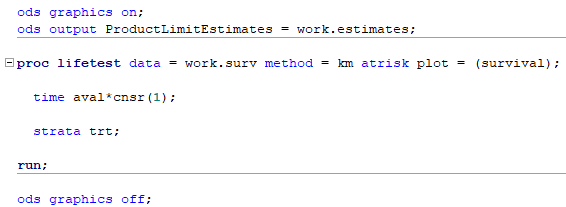 ods graphics on;
ods output ProductLimitEstimates = work.estimates;
proc lifetest data = work.surv method = km atrisk plot = (survival);
time aval*cnsr(1);
strata trt;
run;
ods graphics off;